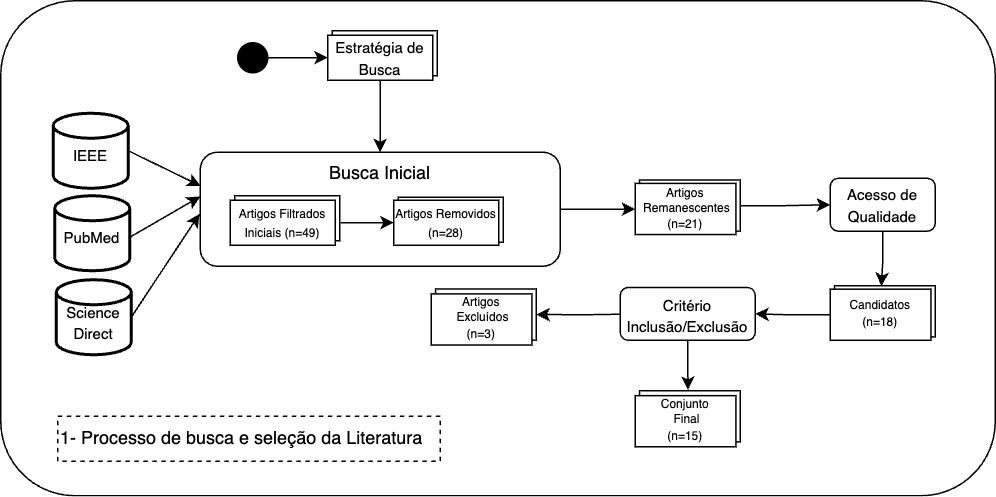 Estratégia de
Busca
IEEE
PubMed
Science
Direct
Busca Inicial
Artigos Filtrados
Iniciais (n=49)
Artigos Removidos
(n=28)
Artigos
Remanescentes
(n=21)
Acesso de
Qualidade
Candidatos
(n=18)
Critério
Inclusão/Exclusão
Artigos
Excluídos
(n=3)
Conjunto
Final
(n=15)
1- Processo de busca e seleção da Literatura